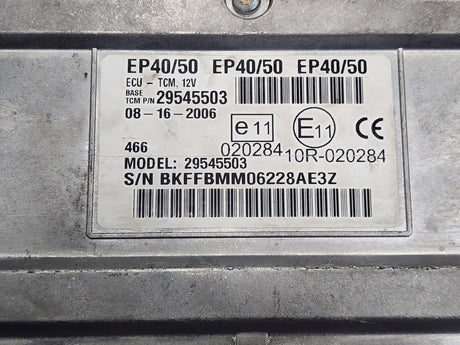 EP40/50 EP40/50 EP40/50
ECU - TCM, 12V
BASE
TCM P/N 29545503
08-16-2006
e11
E11
CE
020284
10R-020284
466
MODEL: 29545503
S/N BKFFBMM06228AE3Z